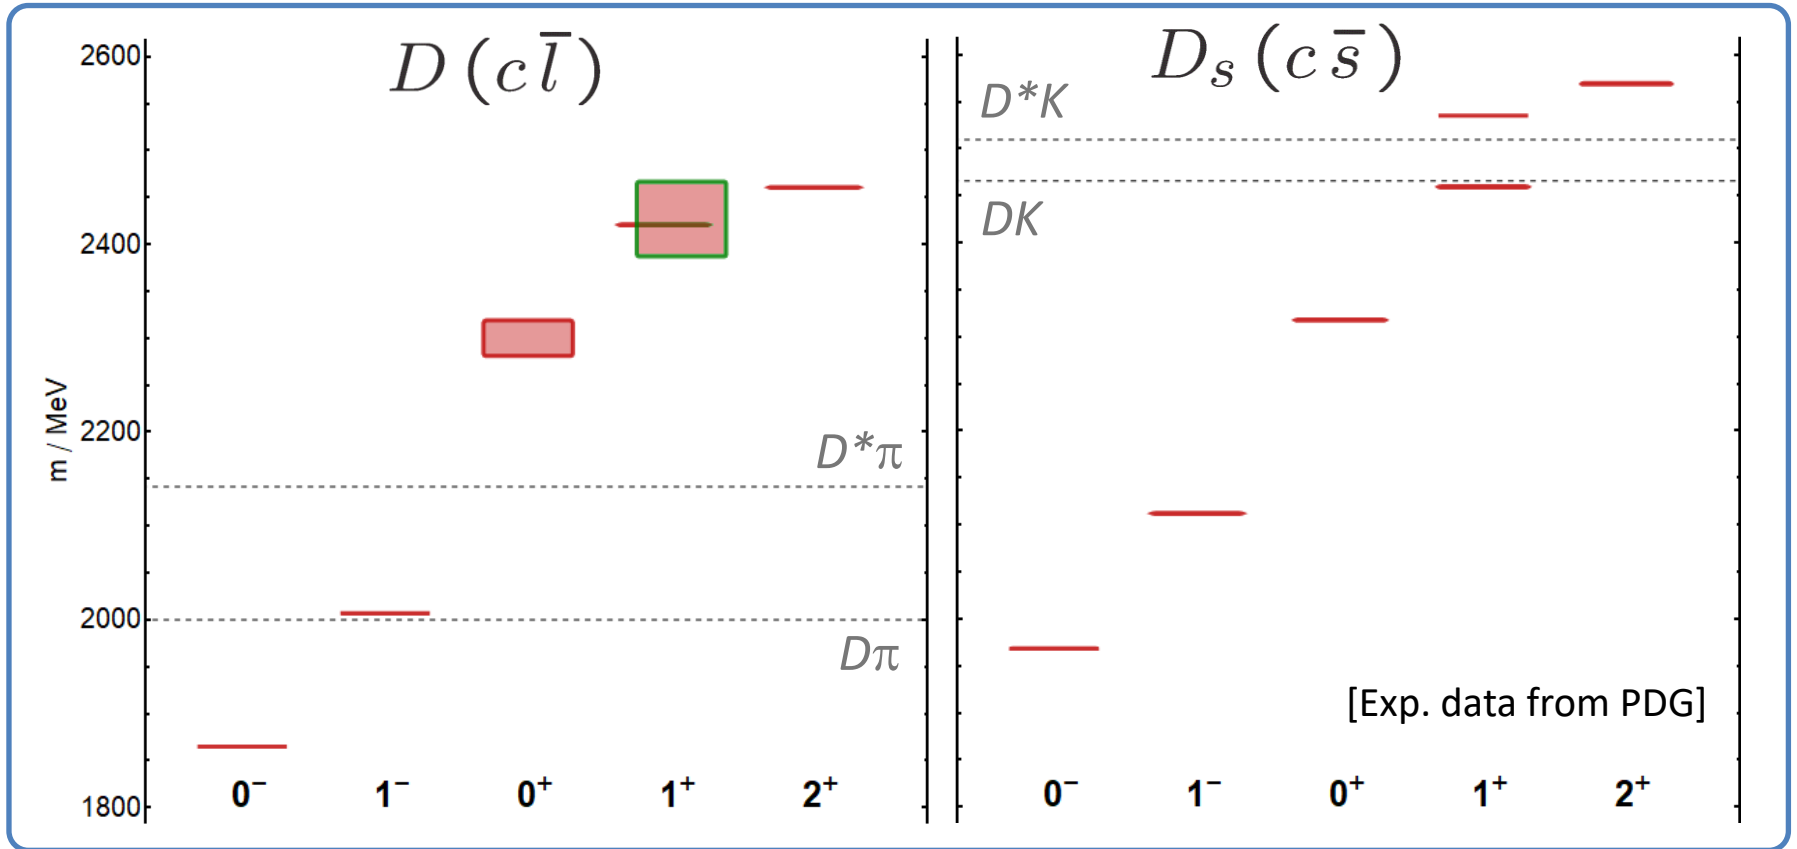 D (c l̅)
2600
2400
2200
2000
1800
m / MeV
D*π
Dπ
0⁻ 1⁻ 0⁺ 1⁺ 2⁺
Dₛ (c s̅)
D*K
DK
[Exp. data from PDG]
0⁻ 1⁻ 0⁺ 1⁺ 2⁺